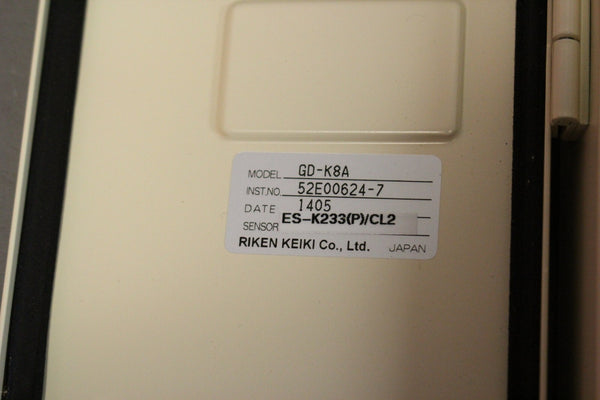 MODEL GD-K8A
INST.NO. 52E00624-7
DATE 1405
SENSOR ES-K233(P)/CL2
RIKEN KEIKI Co., Ltd. JAPAN